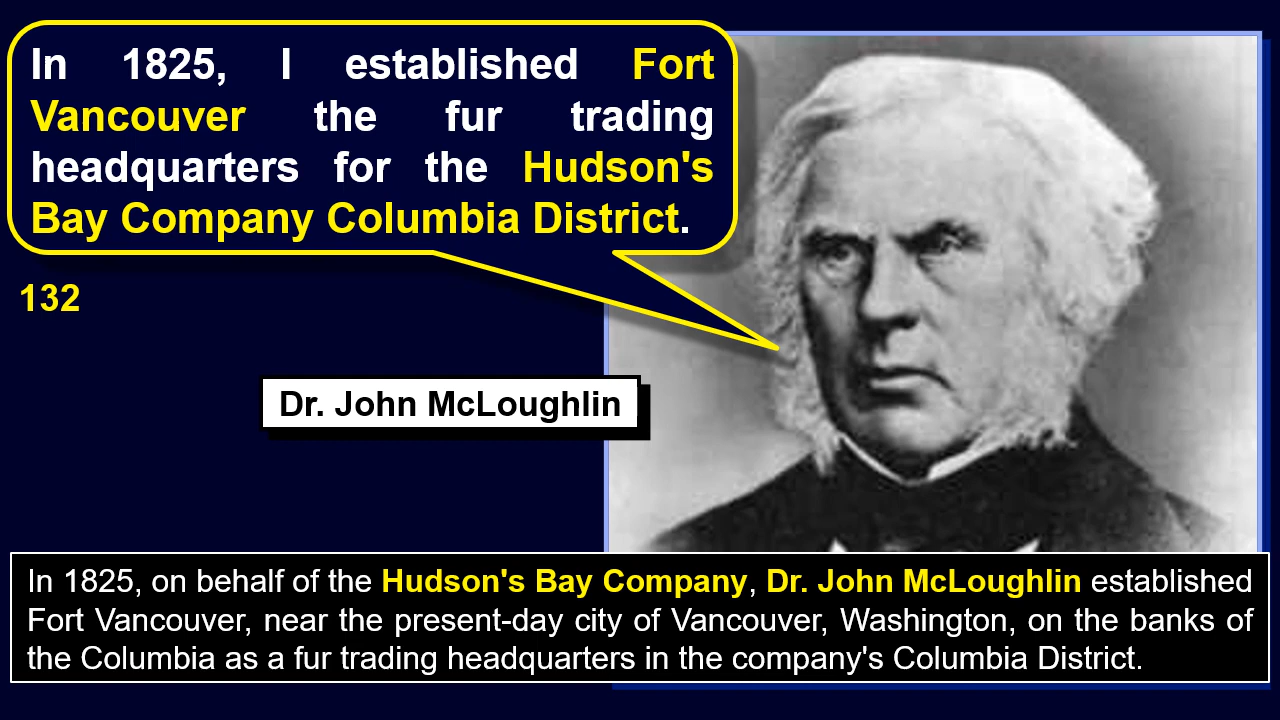 In 1825, I established Fort
Vancouver the fur trading
headquarters for the Hudson's
Bay Company Columbia District.
132
Dr. John McLoughlin
In 1825, on behalf of the Hudson's Bay Company, Dr. John McLoughlin established
Fort Vancouver, near the present-day city of Vancouver, Washington, on the banks of
the Columbia as a fur trading headquarters in the company's Columbia District.